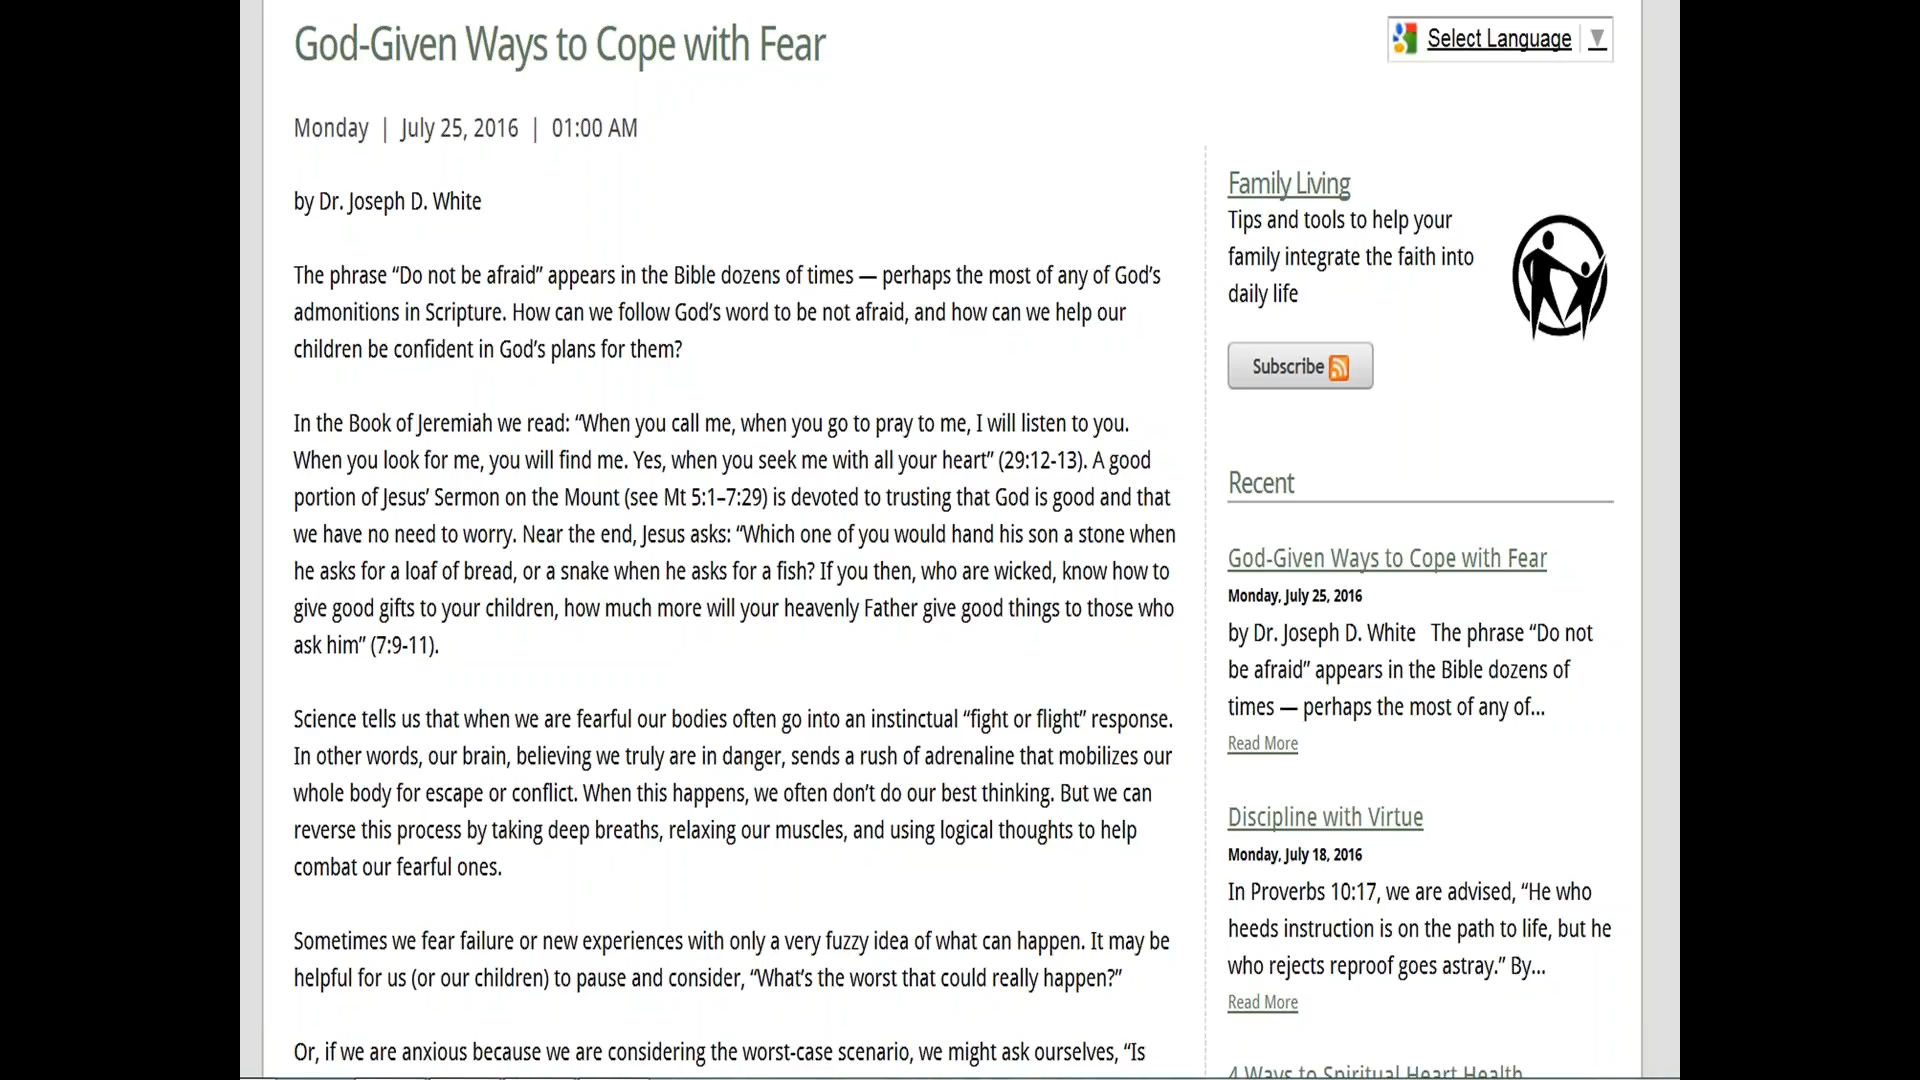 God-Given Ways to Cope with Fear
Select Language ▼
Monday | July 25, 2016 | 01:00 AM
by Dr. Joseph D. White
The phrase “Do not be afraid” appears in the Bible dozens of times — perhaps the most of any of God’s
admonitions in Scripture. How can we follow God’s word to be not afraid, and how can we help our
children be confident in God’s plans for them?
In the Book of Jeremiah we read: “When you call me, when you go to pray to me, I will listen to you.
When you look for me, you will find me. Yes, when you seek me with all your heart” (29:12-13). A good
portion of Jesus’ Sermon on the Mount (see Mt 5:1–7:29) is devoted to trusting that God is good and that
we have no need to worry. Near the end, Jesus asks: “Which one of you would hand his son a stone when
he asks for a loaf of bread, or a snake when he asks for a fish? If you then, who are wicked, know how to
give good gifts to your children, how much more will your heavenly Father give good things to those who
ask him” (7:9-11).
Science tells us that when we are fearful our bodies often go into an instinctual “fight or flight” response.
In other words, our brain, believing we truly are in danger, sends a rush of adrenaline that mobilizes our
whole body for escape or conflict. When this happens, we often don’t do our best thinking. But we can
reverse this process by taking deep breaths, relaxing our muscles, and using logical thoughts to help
combat our fearful ones.
Sometimes we fear failure or new experiences with only a very fuzzy idea of what can happen. It may be
helpful for us (or our children) to pause and consider, “What’s the worst that could really happen?”
Or, if we are anxious because we are considering the worst-case scenario, we might ask ourselves, “Is
Family Living
Tips and tools to help your
family integrate the faith into
daily life
Subscribe
Recent
God-Given Ways to Cope with Fear
Monday, July 25, 2016
by Dr. Joseph D. White The phrase “Do not
be afraid” appears in the Bible dozens of
times — perhaps the most of any of...
Read More
Discipline with Virtue
Monday, July 18, 2016
In Proverbs 10:17, we are advised, “He who
heeds instruction is on the path to life, but he
who rejects reproof goes astray.” By...
Read More
4 Ways to Spiritual Heart Health